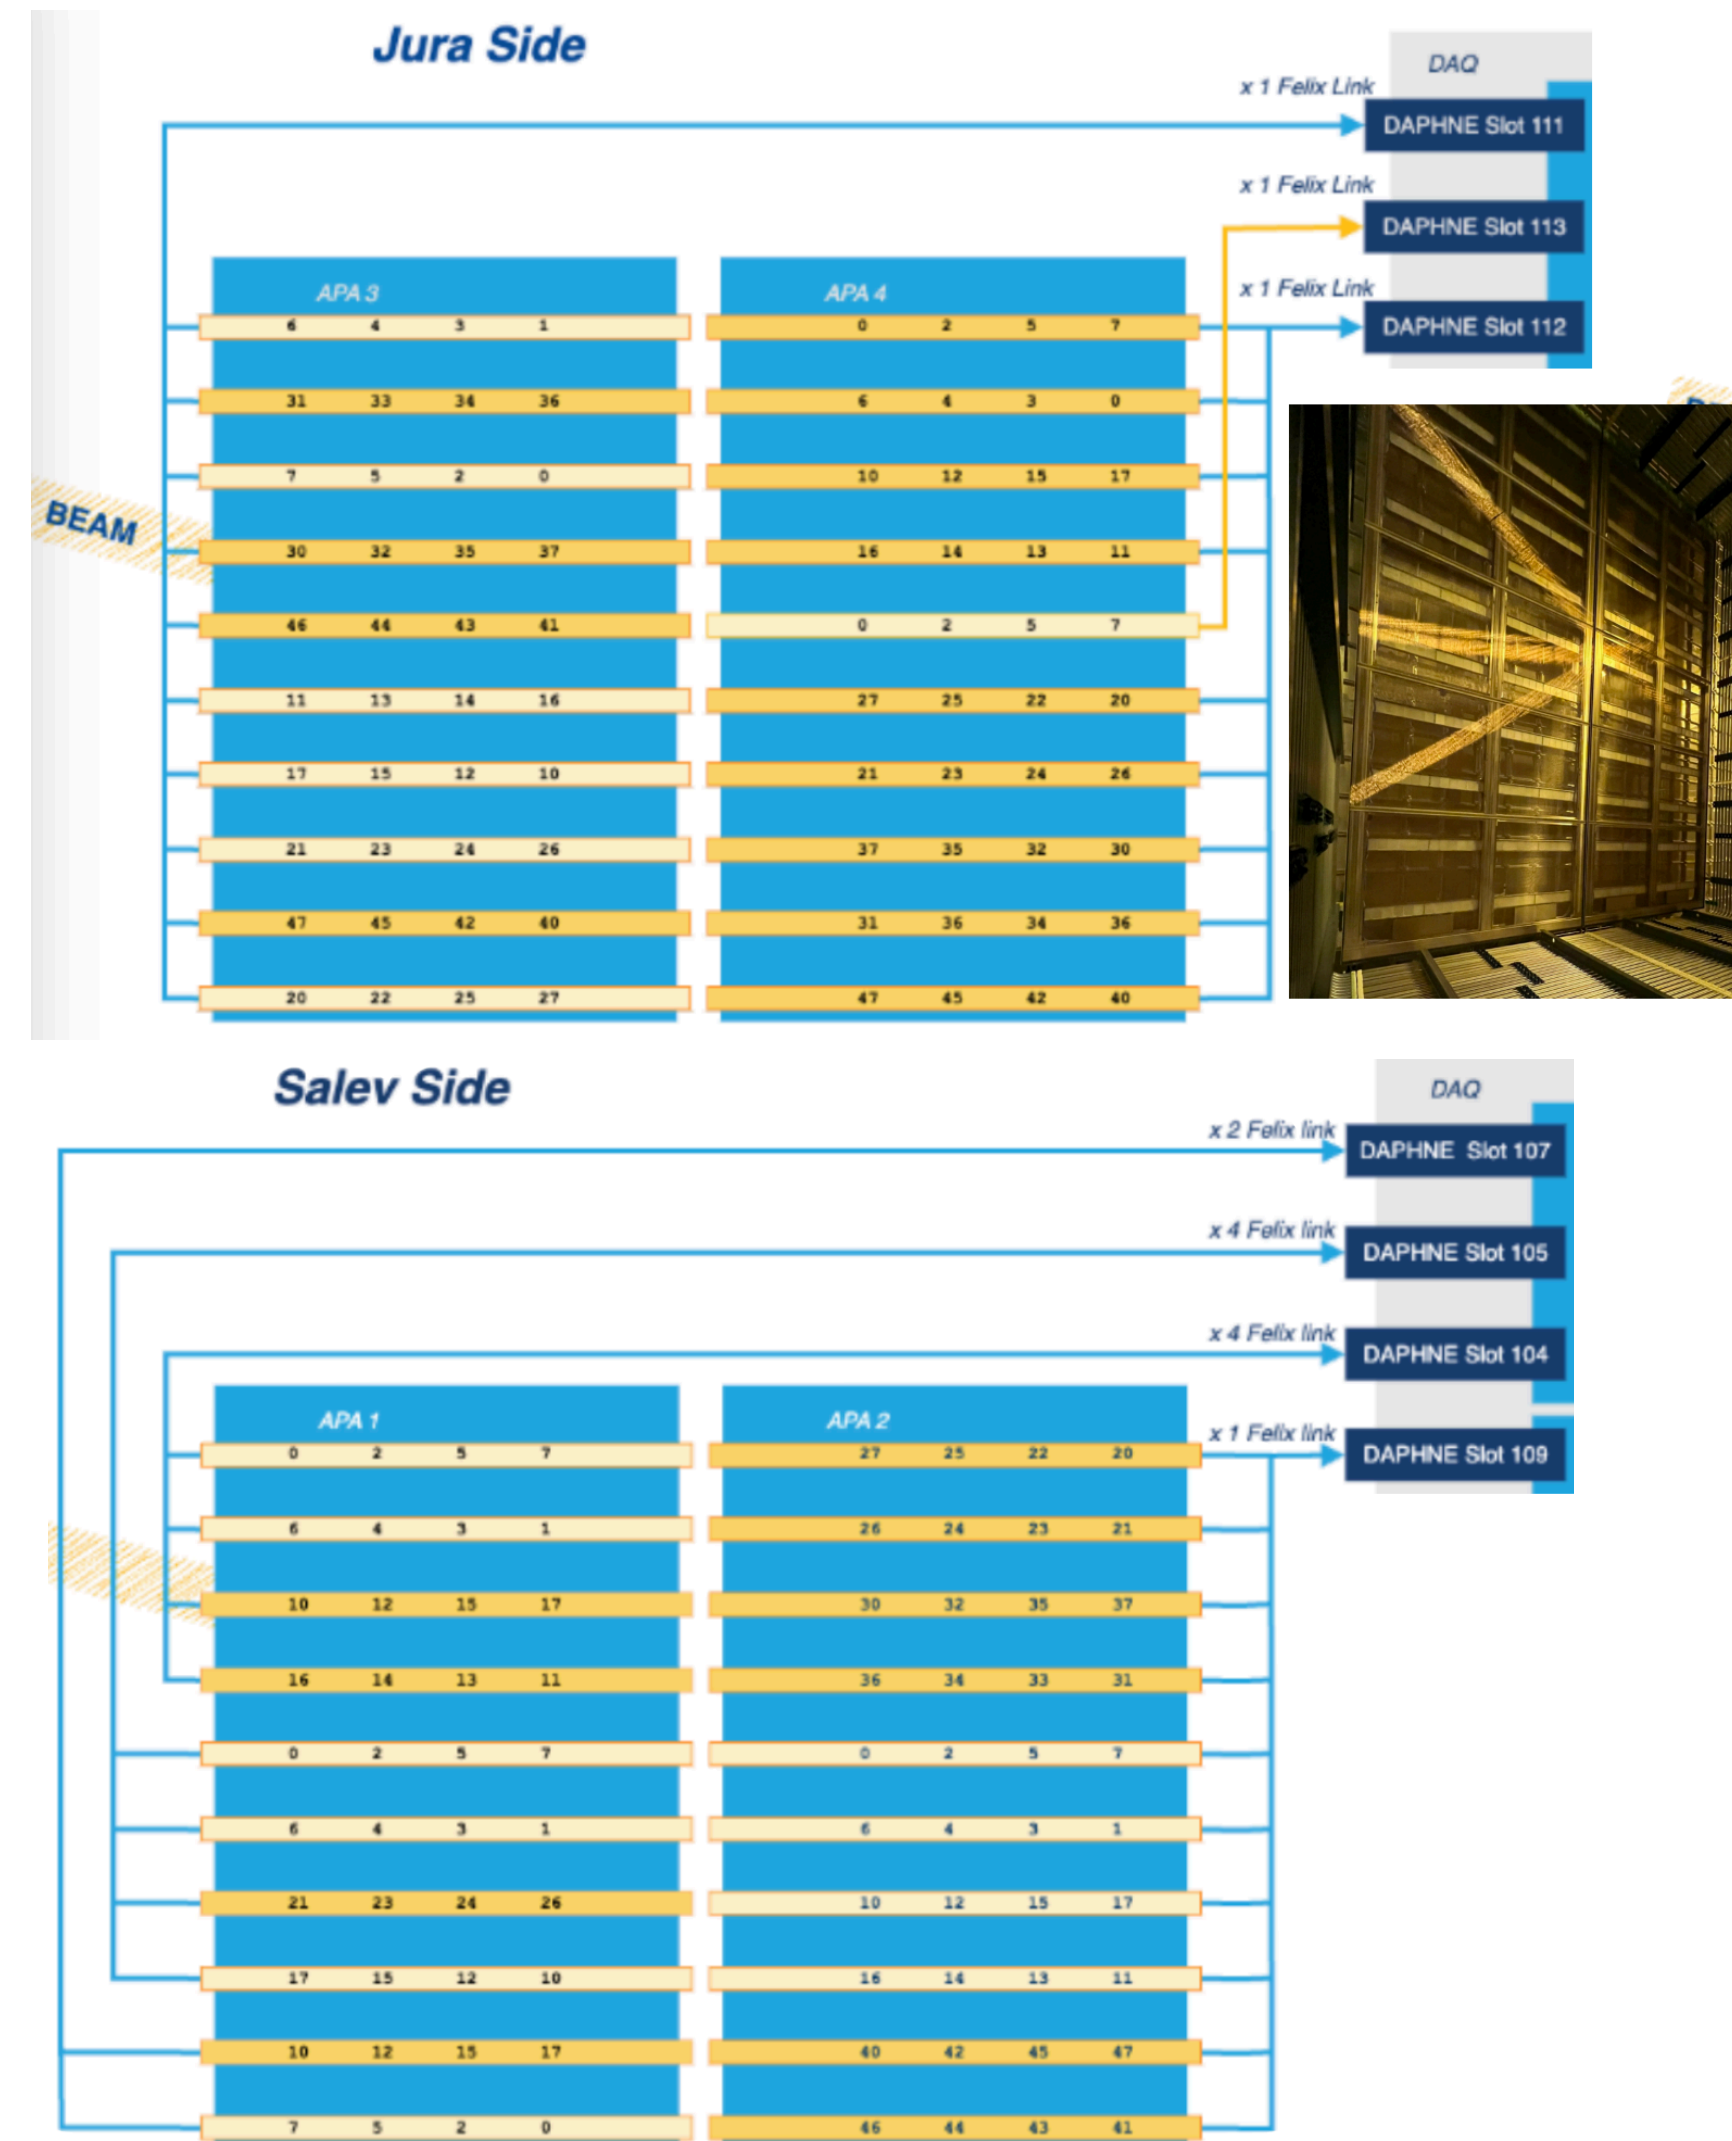 Jura Side
DAQ
x 1 Felix Link
DAPHNE Slot 111
x 1 Felix Link
DAPHNE Slot 113
x 1 Felix Link
DAPHNE Slot 112
APA 3 APA 4
6 4 3 1 0 2 5 7
31 33 34 36 6 4 3 0
7 5 2 0 10 12 15 17
BEAM
30 32 35 37 16 14 13 11
46 44 43 41 0 2 5 7
11 13 14 16 27 25 22 20
17 15 12 10 21 23 24 26
21 23 24 26 37 35 32 30
47 45 42 40 31 36 34 36
20 22 25 27 47 45 42 40
Salev Side
DAQ
x 2 Felix link
DAPHNE Slot 107
x 4 Felix link
DAPHNE Slot 105
x 4 Felix link
DAPHNE Slot 104
APA 1 APA 2
x 1 Felix link
DAPHNE Slot 109
0 2 5 7 27 25 22 20
6 4 3 1 26 24 23 21
10 12 15 17 30 32 35 37
16 14 13 11 36 34 33 31
0 2 5 7 0 2 5 7
6 4 3 1 6 4 3 1
21 23 24 26 10 12 15 17
17 15 12 10 16 14 13 11
10 12 15 17 40 42 45 47
7 5 2 0 46 44 43 41